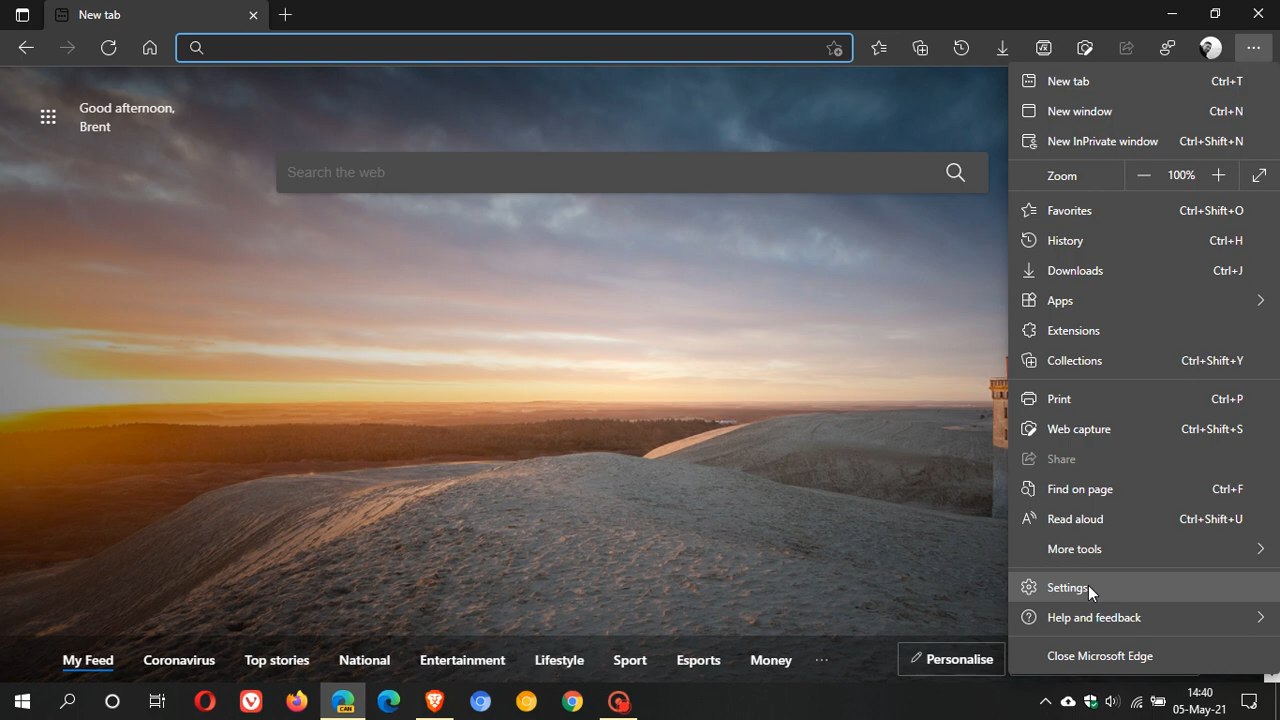 New tab
Good afternoon,
Brent
Search the web
New tab Ctrl+T
New window Ctrl+N
New InPrivate window Ctrl+Shift+N
Zoom 100%
Favorites Ctrl+Shift+O
History Ctrl+H
Downloads Ctrl+J
Apps
Extensions
Collections Ctrl+Shift+Y
Print Ctrl+P
Web capture Ctrl+Shift+S
Share
Find on page Ctrl+F
Read aloud Ctrl+Shift+U
More tools
Settings
Help and feedback
Close Microsoft Edge
My Feed Coronavirus Top stories National Entertainment Lifestyle Sport Esports Money ··· Personalise
CAN
14:40
05-May-21